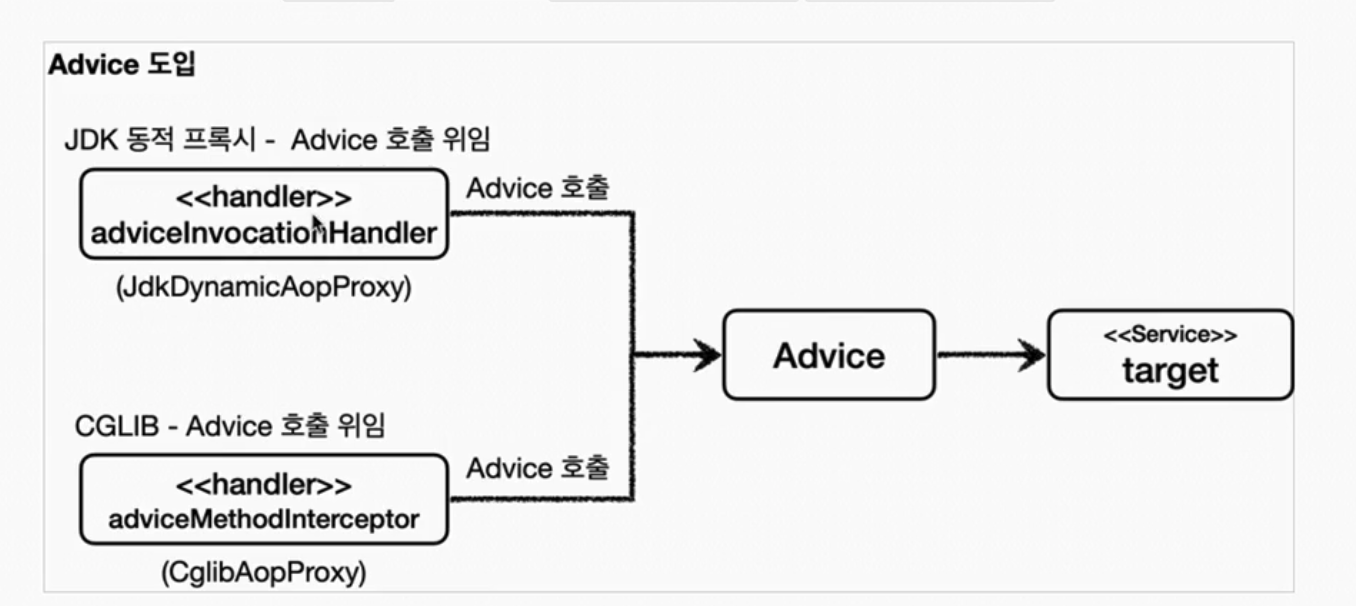 Advice 도입
JDK 동적 프록시 - Advice 호출 위임
<<handler>>
adviceInvocationHandler
(JdkDynamicAopProxy)
Advice 호출
Advice
<<Service>>
target
CGLIB - Advice 호출 위임
<<handler>>
adviceMethodInterceptor
(CglibAopProxy)
Advice 호출